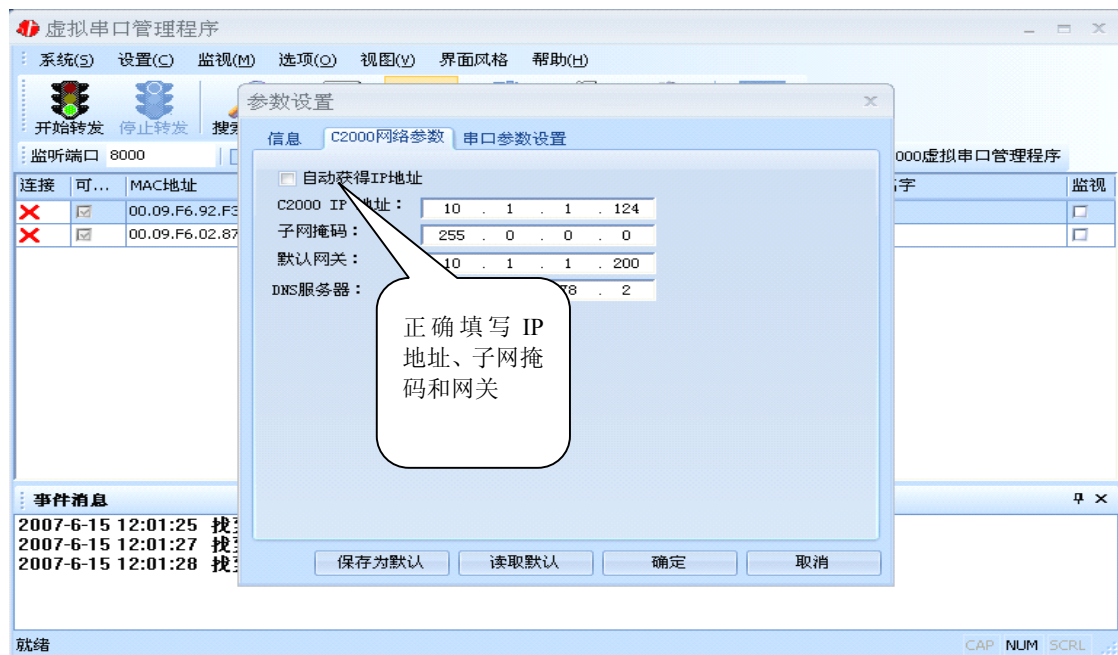 虚拟串口管理程序
系统(S) 设置(C) 监视(M) 选项(O) 视图(V) 界面风格 帮助(H)
开始转发 停止转发
监听端口 8000
000虚拟串口管理程序
连接 可... MAC地址
监视
00.09.F6.92.F3
00.09.F6.02.87
参数设置
信息 C2000网络参数 串口参数设置
自动获得IP地址
C2000 IP 地址： 10 . 1 . 1 . 124
子网掩码： 255 . 0 . 0 . 0
默认网关： 10 . 1 . 1 . 200
DNS服务器： 78 . 2
正确填写 IP
地址、子网掩
码和网关
保存为默认 读取默认 确定 取消
事件消息
2007-6-15 12:01:25 找
2007-6-15 12:01:27 找
2007-6-15 12:01:28 找
就绪
CAP NUM SCRL